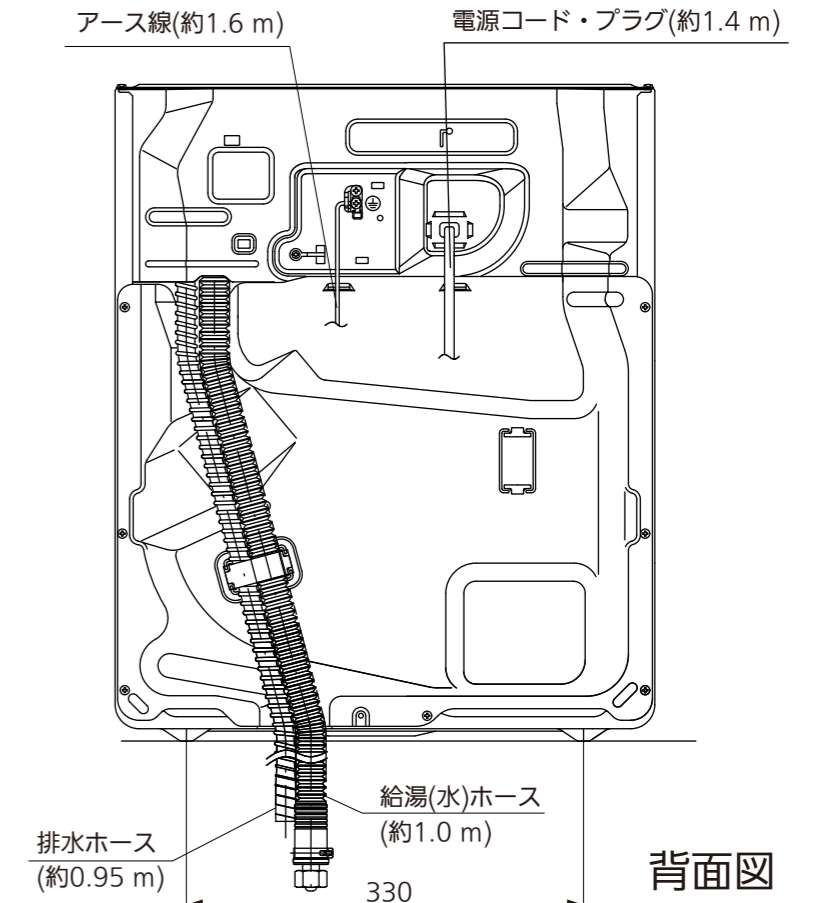 アース線(約1.6 m)
電源コード・プラグ(約1.4 m)
給湯(水)ホース
(約1.0 m)
排水ホース
(約0.95 m)
330
背面図